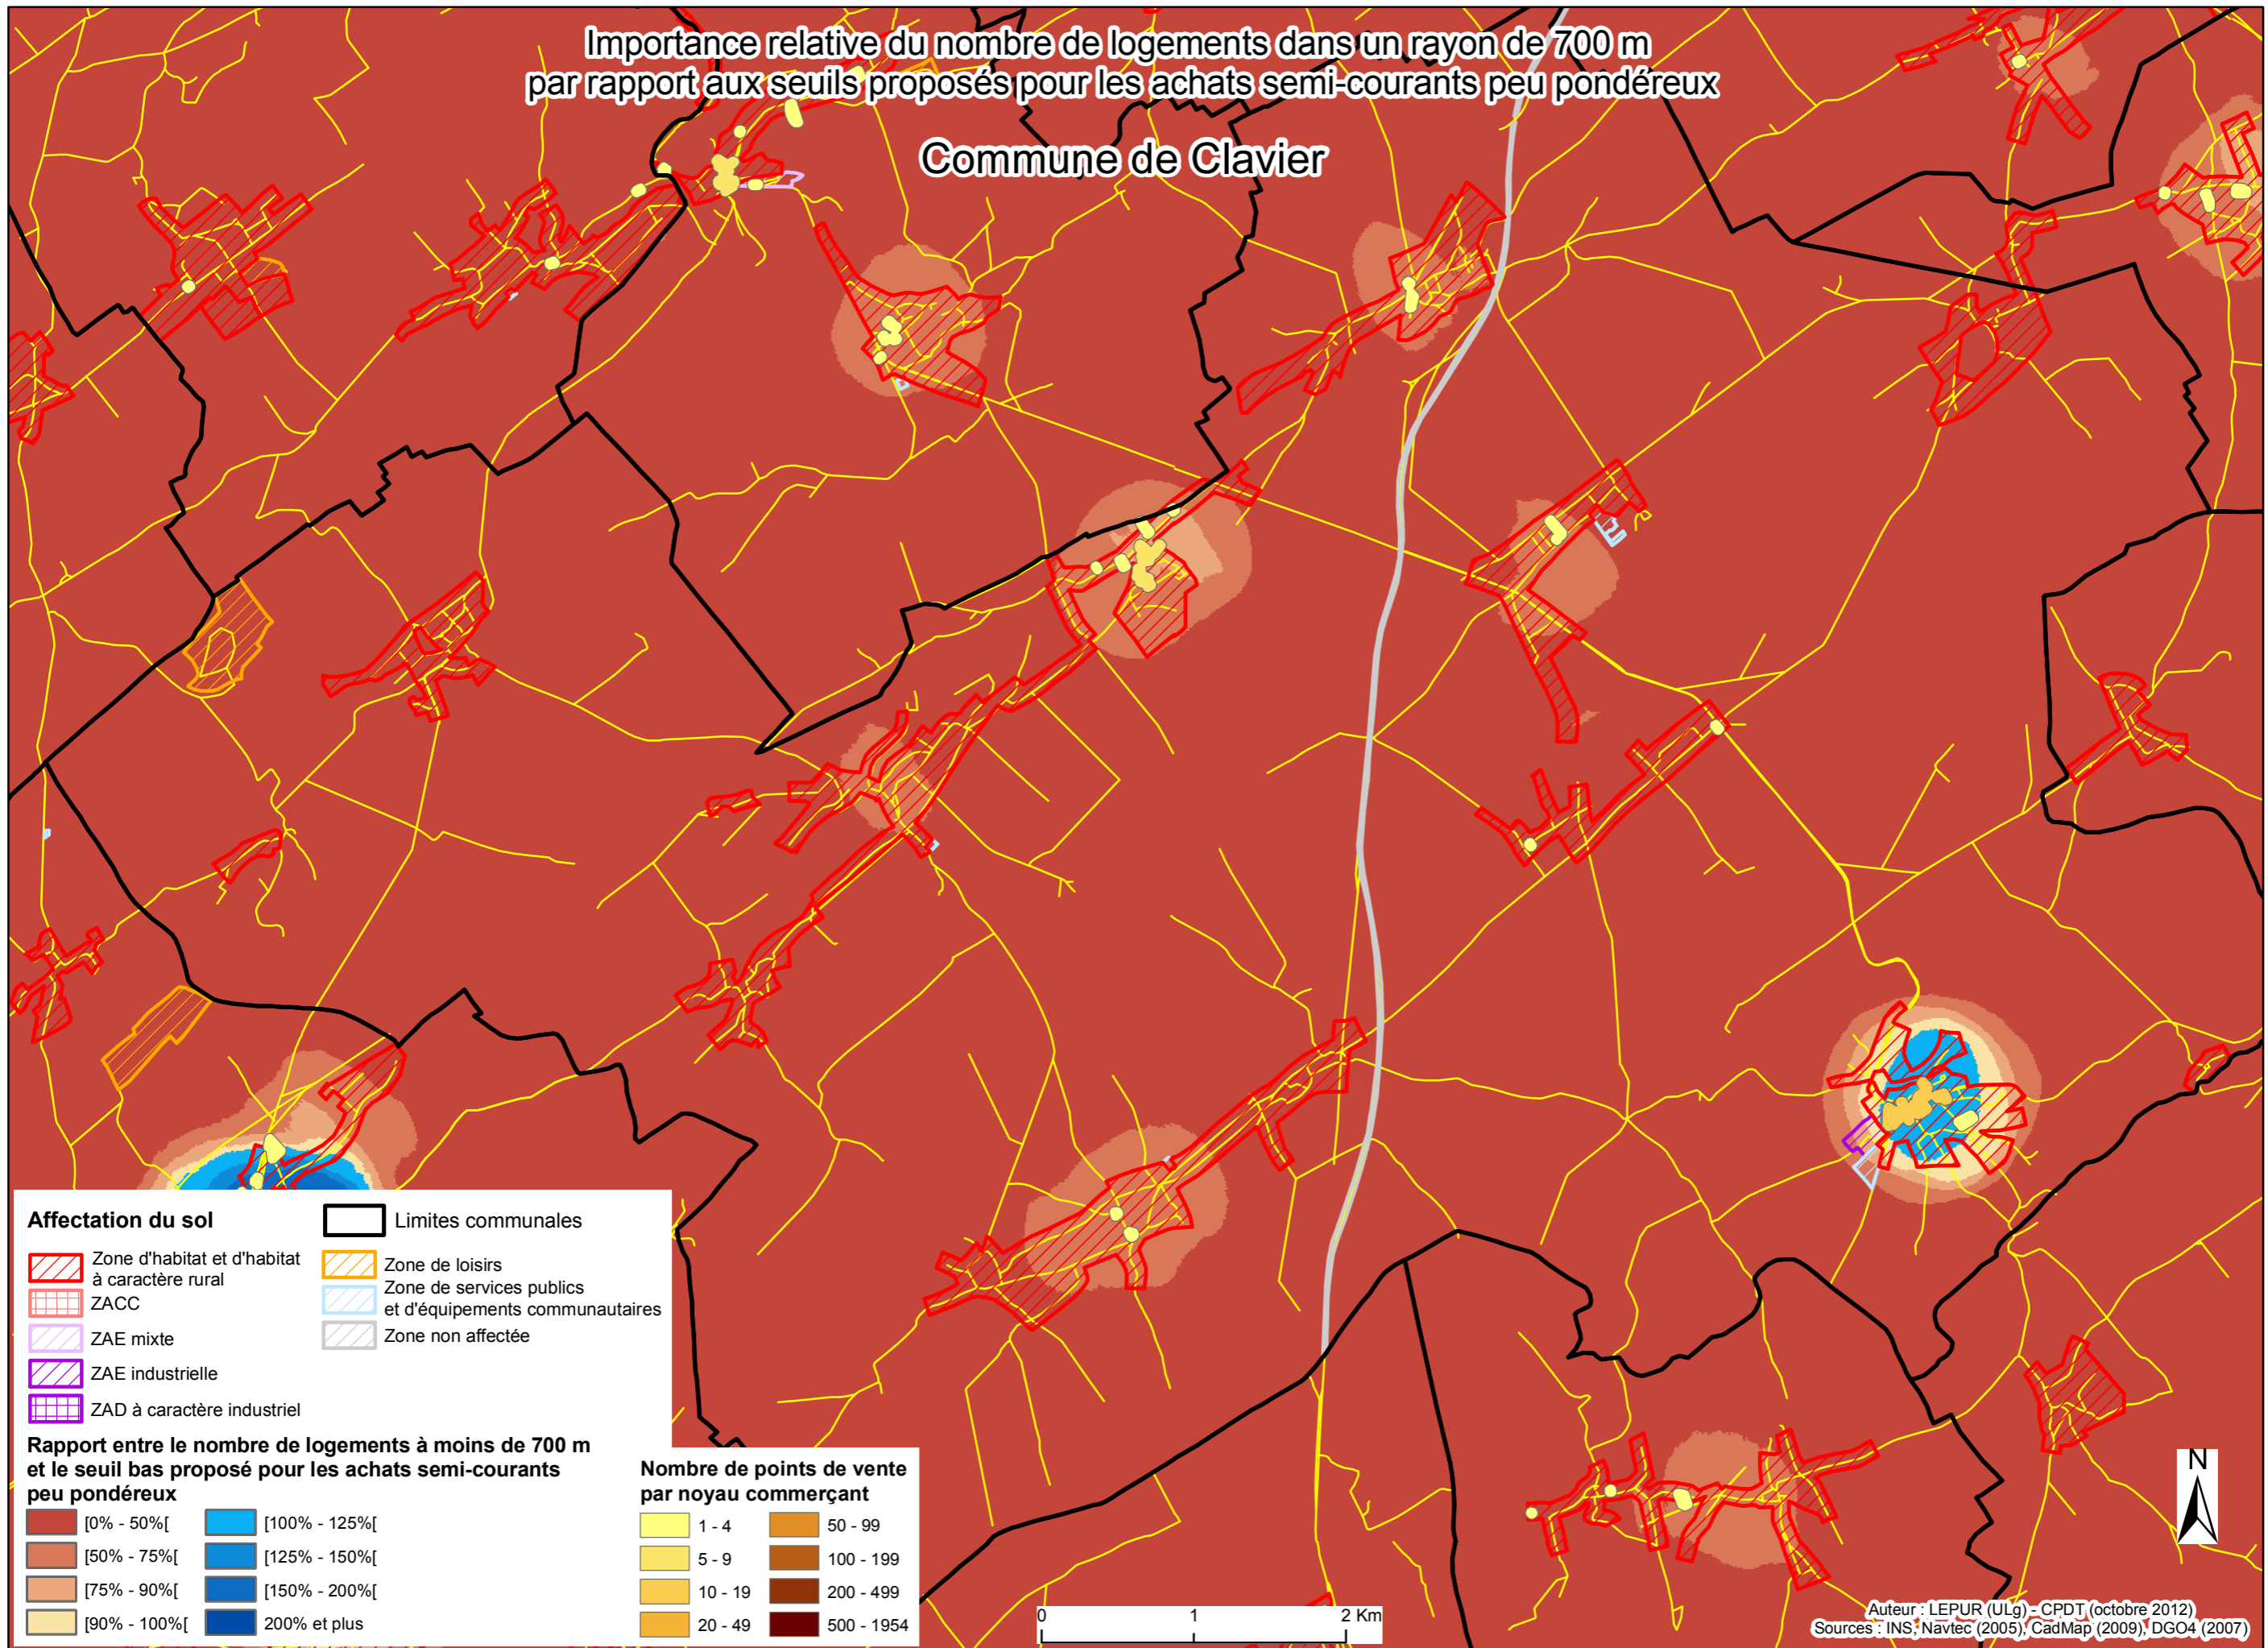 Importance relative du nombre de logements dans un rayon de 700 m
par rapport aux seuils proposés pour les achats semi-courants peu pondéreux
Commune de Clavier
Affectation du sol
Zone d'habitat et d'habitat
à caractère rural
ZACC
ZAE mixte
ZAE industrielle
ZAD à caractère industriel
Limites communales
Zone de loisirs
Zone de services publics
et d'équipements communautaires
Zone non affectée
Rapport entre le nombre de logements à moins de 700 m
et le seuil bas proposé pour les achats semi-courants
peu pondéreux
[0% - 50%[
[50% - 75%[
[75% - 90%[
[90% - 100%[
[100% - 125%[
[125% - 150%[
[150% - 200%[
200% et plus
Nombre de points de vente
par noyau commerçant
1 - 4
5 - 9
10 - 19
20 - 49
50 - 99
100 - 199
200 - 499
500 - 1954
0 1 2 Km
N
Auteur : LEPUR (ULg) - CPDT (octobre 2012)
Sources : INS, Navtec (2005), CadMap (2009), DGO4 (2007)